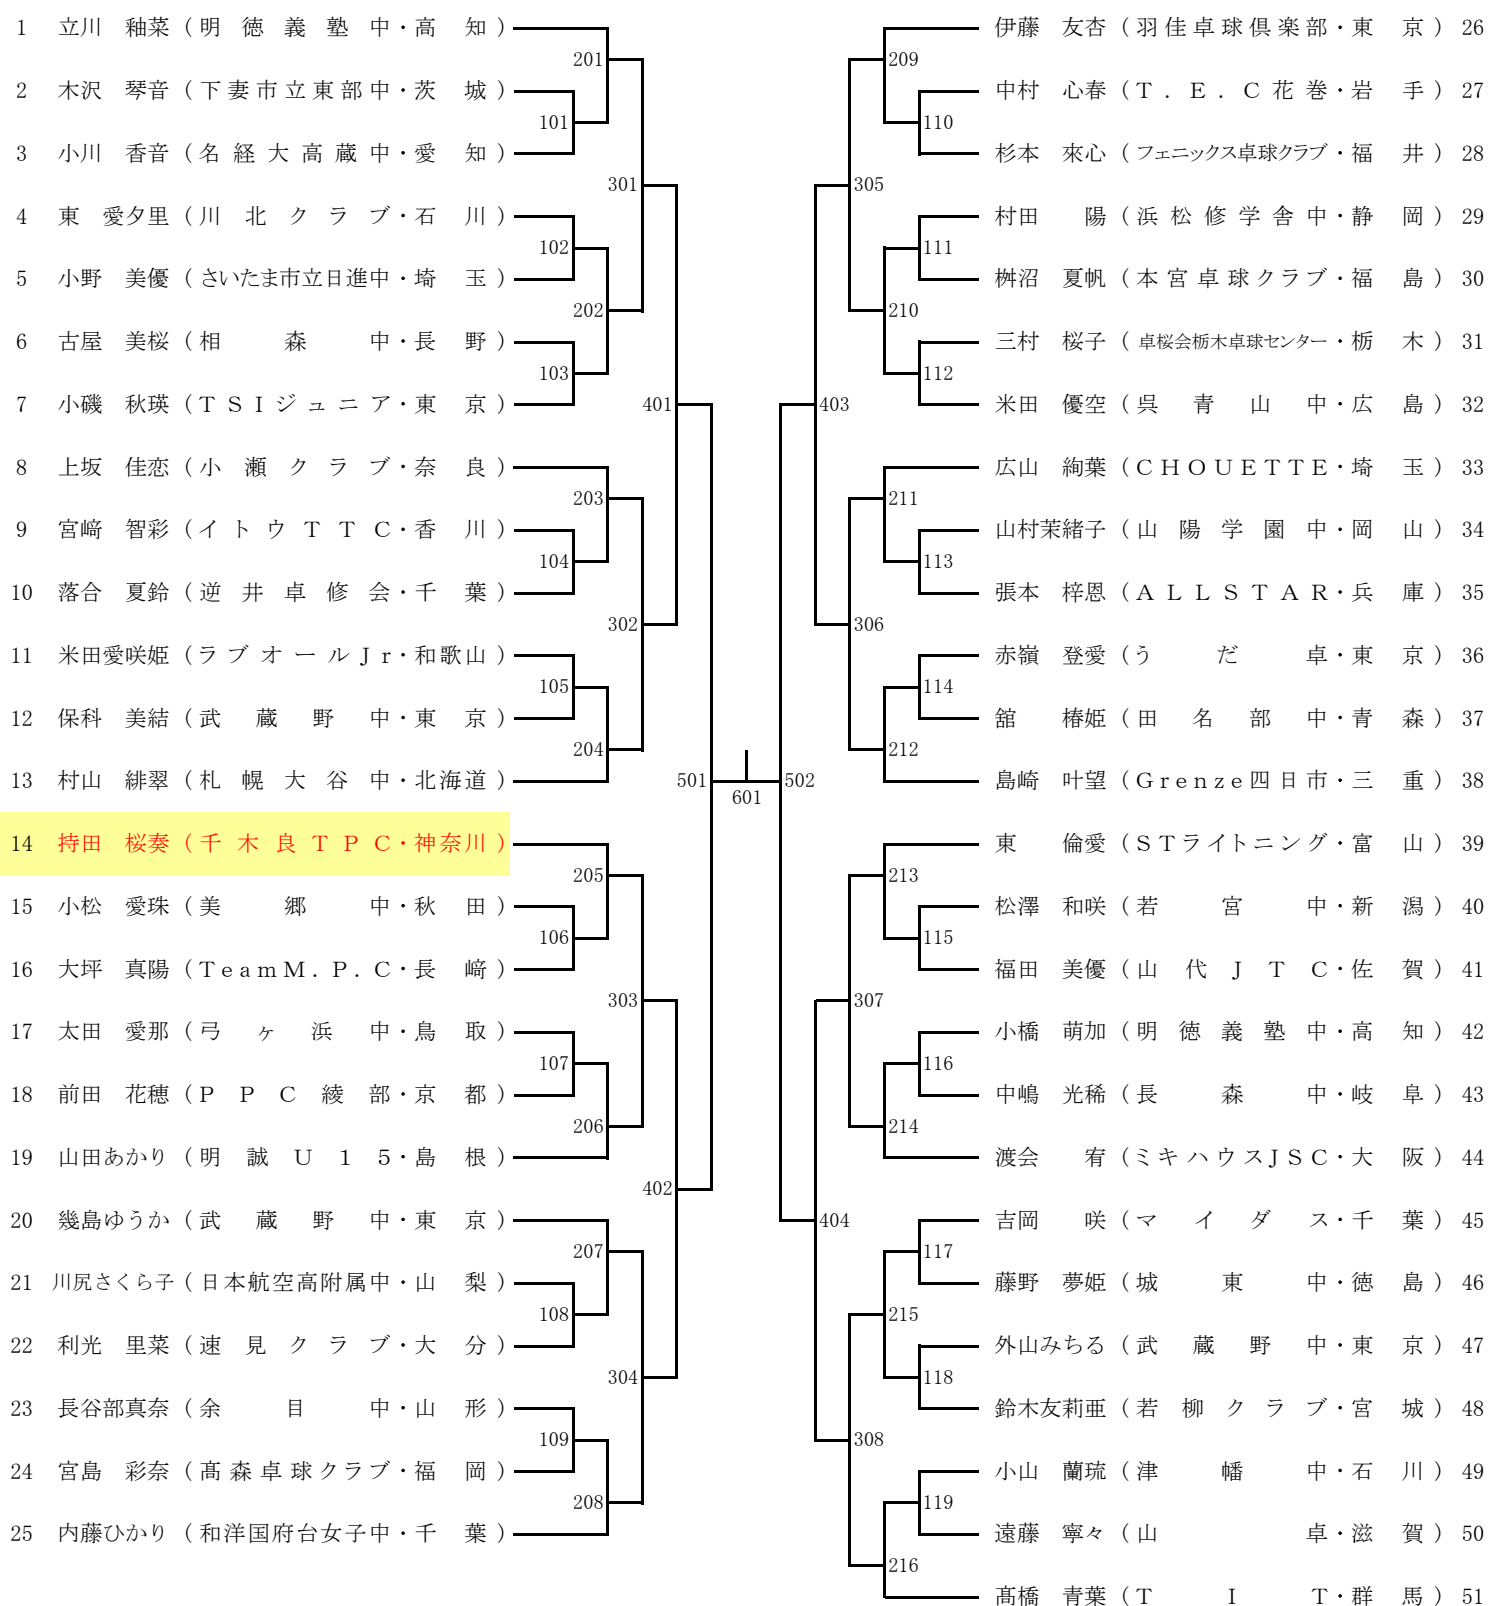 1 立川 釉菜 (明徳義塾中・高知)
201
2 木沢 琴音 (下妻市立東部中・茨城)
101
3 小川 香音 (名経大高蔵中・愛知)
301
4 東 愛夕里 (川北クラブ・石川)
102
5 小野 美優 (さいたま市立日進中・埼玉)
202
6 古屋 美桜 (相森中・長野)
103
7 小磯 秋瑛 (TSIジュニア・東京)
401
8 上坂 佳恋 (小瀬クラブ・奈良)
203
9 宮﨑 智彩 (イトウTTC・香川)
104
10 落合 夏鈴 (逆井卓修会・千葉)
302
11 米田愛咲姫 (ラブオールJr・和歌山)
105
12 保科 美結 (武蔵野中・東京)
204
13 村山 緋翠 (札幌大谷中・北海道)
501
14 持田 桜奏 (千木良TPC・神奈川)
205
15 小松 愛珠 (美郷中・秋田)
106
16 大坪 真陽 (TeamM.P.C・長﨑)
303
17 太田 愛那 (弓ヶ浜中・鳥取)
107
18 前田 花穂 (PPC綾部・京都)
206
19 山田あかり (明誠U15・島根)
402
20 幾島ゆうか (武蔵野中・東京)
207
21 川尻さくら子 (日本航空高附属中・山梨)
108
22 利光 里菜 (速見クラブ・大分)
304
23 長谷部真奈 (余目中・山形)
109
24 宮島 彩奈 (髙森卓球クラブ・福岡)
208
25 内藤ひかり (和洋国府台女子中・千葉)
601
伊藤 友杏 (羽佳卓球倶楽部・東京) 26
209
中村 心春 (T.E.C花巻・岩手) 27
110
杉本 來心 (フェニックス卓球クラブ・福井) 28
305
村田 陽 (浜松修学舎中・静岡) 29
111
桝沼 夏帆 (本宮卓球クラブ・福島) 30
210
三村 桜子 (卓桜会栃木卓球センター・栃木) 31
112
米田 優空 (呉青山中・広島) 32
403
広山 絢葉 (CHOUETTE・埼玉) 33
211
山村茉緒子 (山陽学園中・岡山) 34
113
張本 梓恩 (ALLSTAR・兵庫) 35
306
赤嶺 登愛 (うだ卓・東京) 36
114
舘 椿姫 (田名部中・青森) 37
212
島崎 叶望 (Grenze四日市・三重) 38
502
東 倫愛 (STライトニング・富山) 39
213
松澤 和咲 (若宮中・新潟) 40
115
福田 美優 (山代JTC・佐賀) 41
307
小橋 萌加 (明徳義塾中・高知) 42
116
中嶋 光稀 (長森中・岐阜) 43
214
渡会 宥 (ミキハウスJSC・大阪) 44
404
吉岡 咲 (マイダス・千葉) 45
117
藤野 夢姫 (城東中・徳島) 46
215
外山みちる (武蔵野中・東京) 47
118
鈴木友莉亜 (若柳クラブ・宮城) 48
308
小山 蘭琉 (津幡中・石川) 49
119
遠藤 寧々 (山卓・滋賀) 50
216
髙橋 青葉 (TIT・群馬) 51